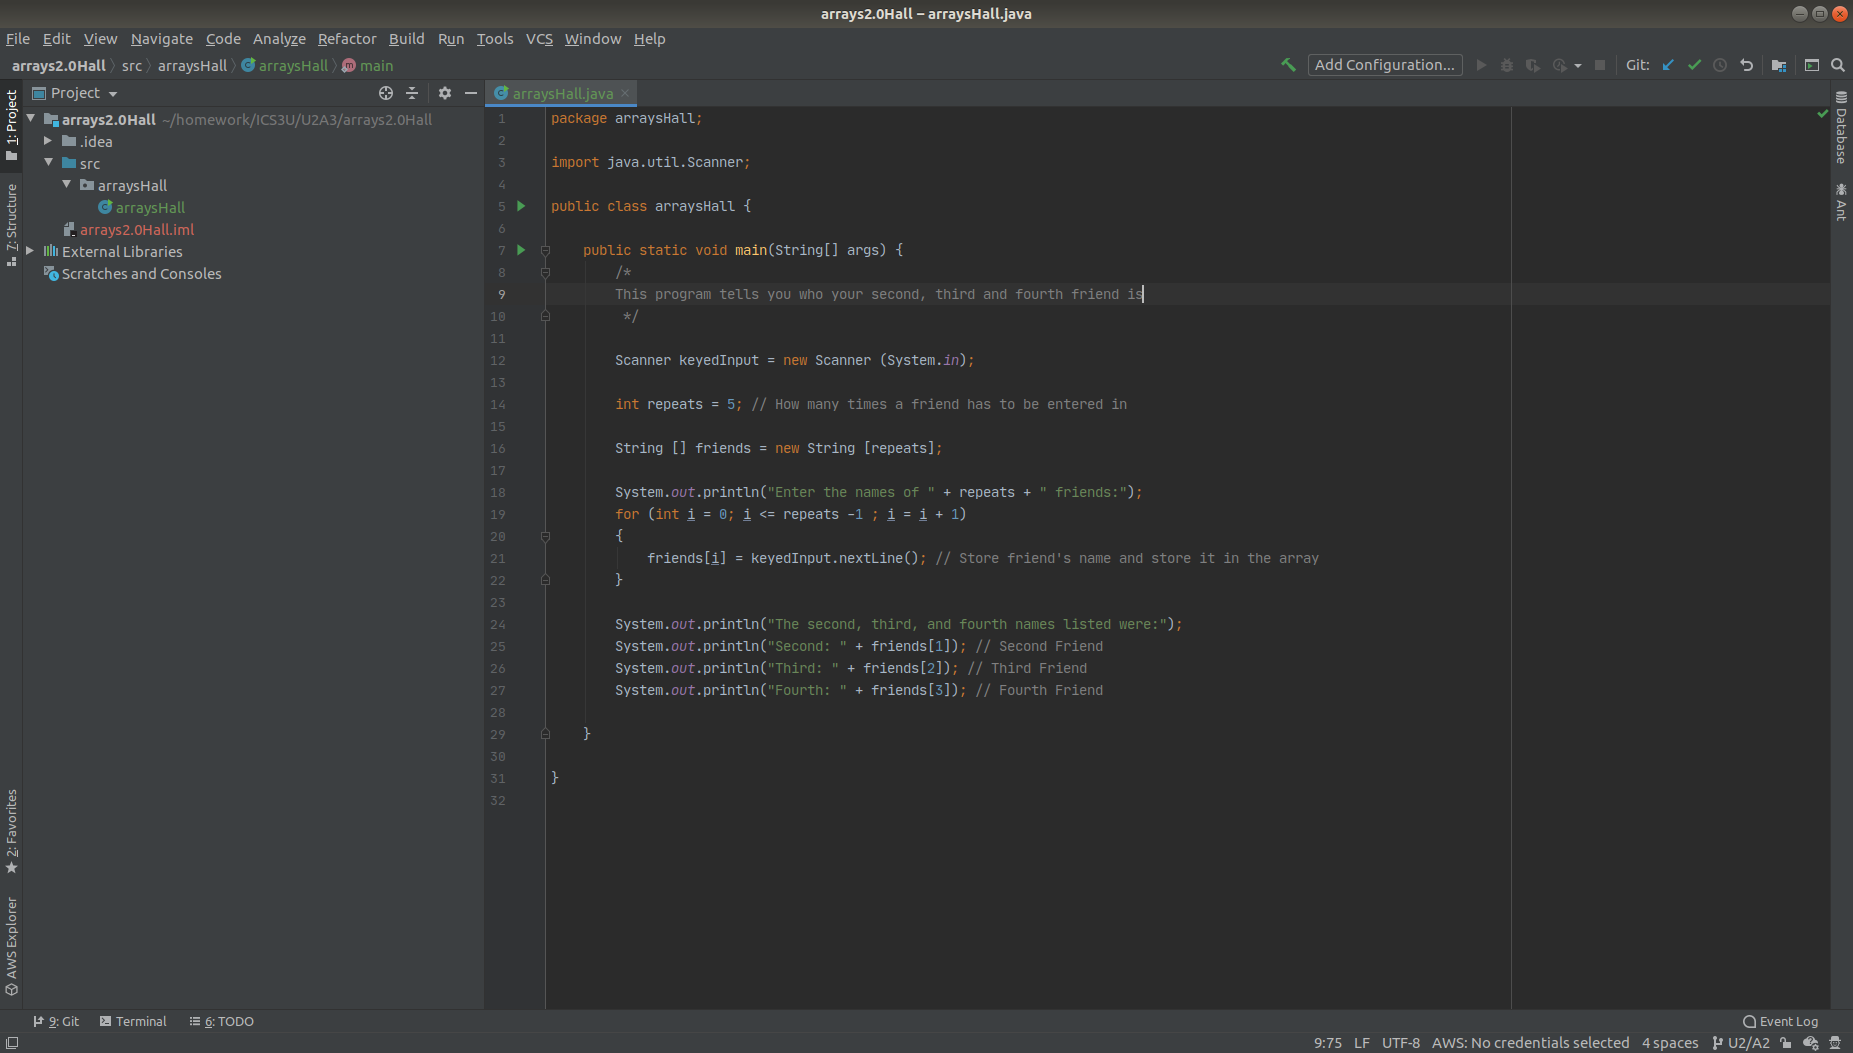 arrays2.0Hall – arraysHall.java
File Edit View Navigate Code Analyze Refactor Build Run Tools VCS Window Help
arrays2.0Hall src arraysHall arraysHall main
Add Configuration... Git:
1: Project
7: Structure
2: Favorites
AWS Explorer
Project
arrays2.0Hall ~/homework/ICS3U/U2A3/arrays2.0Hall
.idea
src
arraysHall
arraysHall
arrays2.0Hall.iml
External Libraries
Scratches and Consoles
arraysHall.java
1 package arraysHall;
2
3 import java.util.Scanner;
4
5 public class arraysHall {
6
7 public static void main(String[] args) {
8 /*
9 This program tells you who your second, third and fourth friend is
10 */
11
12 Scanner keyedInput = new Scanner (System.in);
13
14 int repeats = 5; // How many times a friend has to be entered in
15
16 String [] friends = new String [repeats];
17
18 System.out.println("Enter the names of " + repeats + " friends:");
19 for (int i = 0; i <= repeats -1 ; i = i + 1)
20 {
21 friends[i] = keyedInput.nextLine(); // Store friend's name and store it in the array
22 }
23
24 System.out.println("The second, third, and fourth names listed were:");
25 System.out.println("Second: " + friends[1]); // Second Friend
26 System.out.println("Third: " + friends[2]); // Third Friend
27 System.out.println("Fourth: " + friends[3]); // Fourth Friend
28
29 }
30
31 }
32
Database
Ant
9: Git Terminal 6: TODO Event Log
9:75 LF UTF-8 AWS: No credentials selected 4 spaces U2/A2